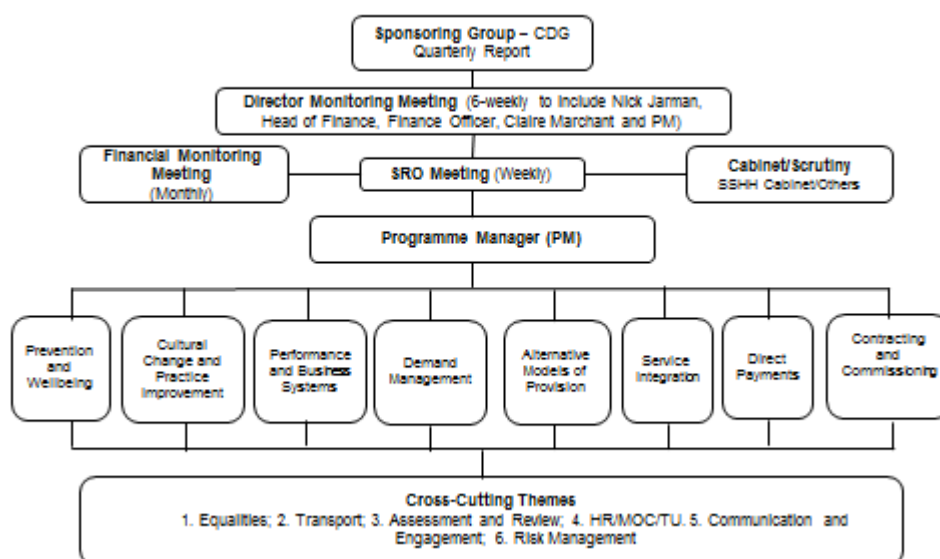 Sponsoring Group – CDG
Quarterly Report
Director Monitoring Meeting (6-weekly to include Nick Jarman,
Head of Finance, Finance Officer, Claire Marchant and PM)
Financial Monitoring
Meeting
(Monthly)
SRO Meeting (Weekly)
Cabinet/Scrutiny
SSHH Cabinet/Others
Programme Manager (PM)
Prevention
and
Wellbeing
Cultural
Change and
Practice
Improvement
Performance
and Business
Systems
Demand
Management
Alternative
Models of
Provision
Service
Integration
Direct
Payments
Contracting
and
Commissioning
Cross-Cutting Themes
1. Equalities; 2. Transport; 3. Assessment and Review; 4. HR/MOC/TU. 5. Communication and
Engagement; 6. Risk Management